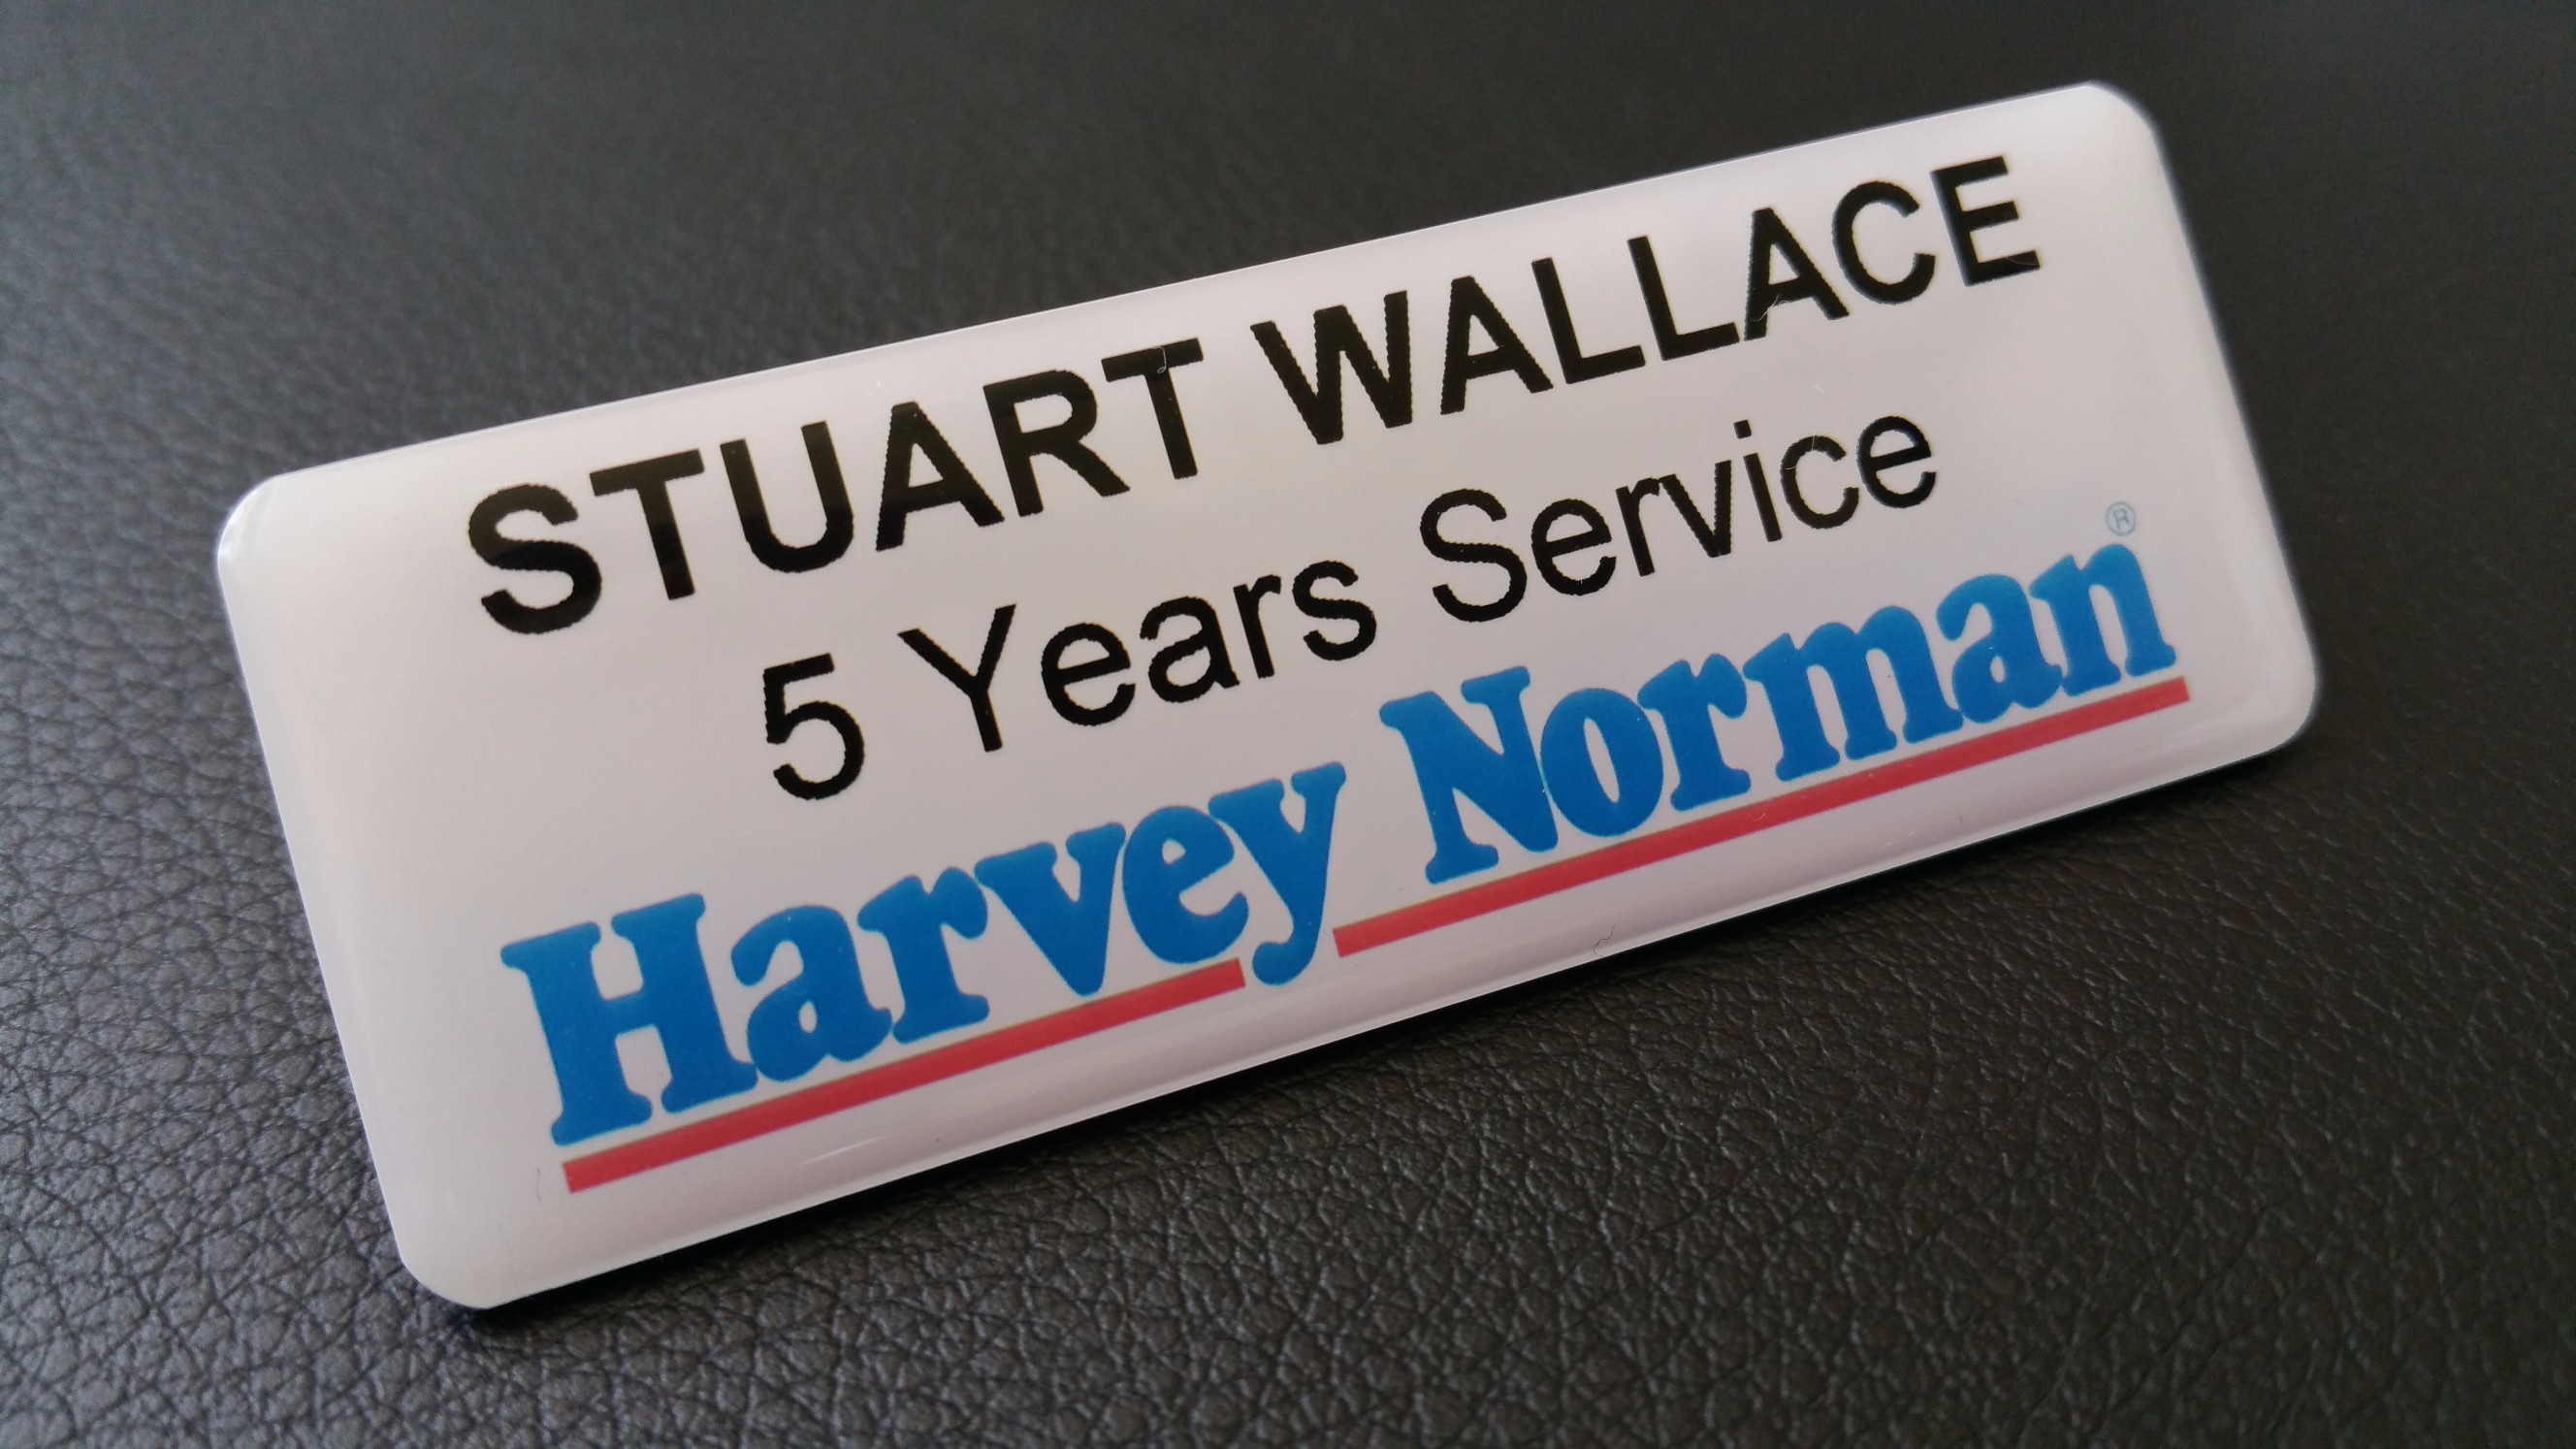 STUART WALLACE
5 Years Service
Harvey Norman®